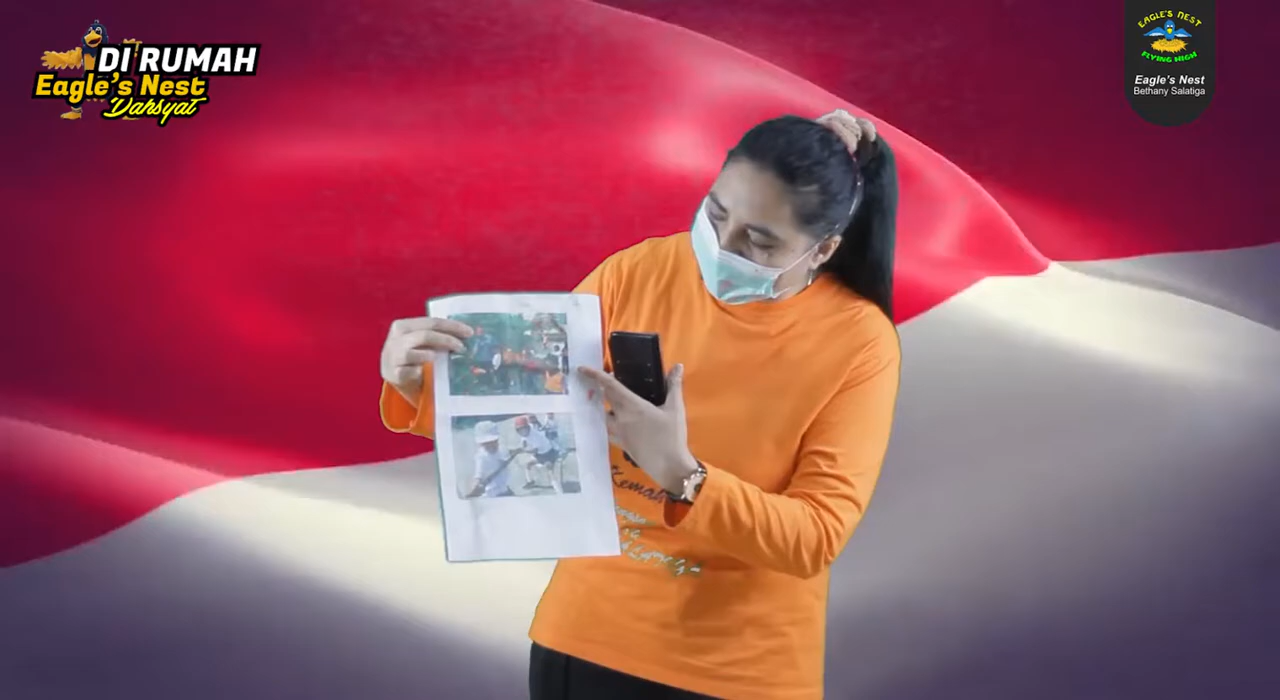 DI RUMAH
Eagle's Nest
Dahsyat
EAGLE'S NEST
FLYING HIGH
Eagle's Nest
Bethany Salatiga